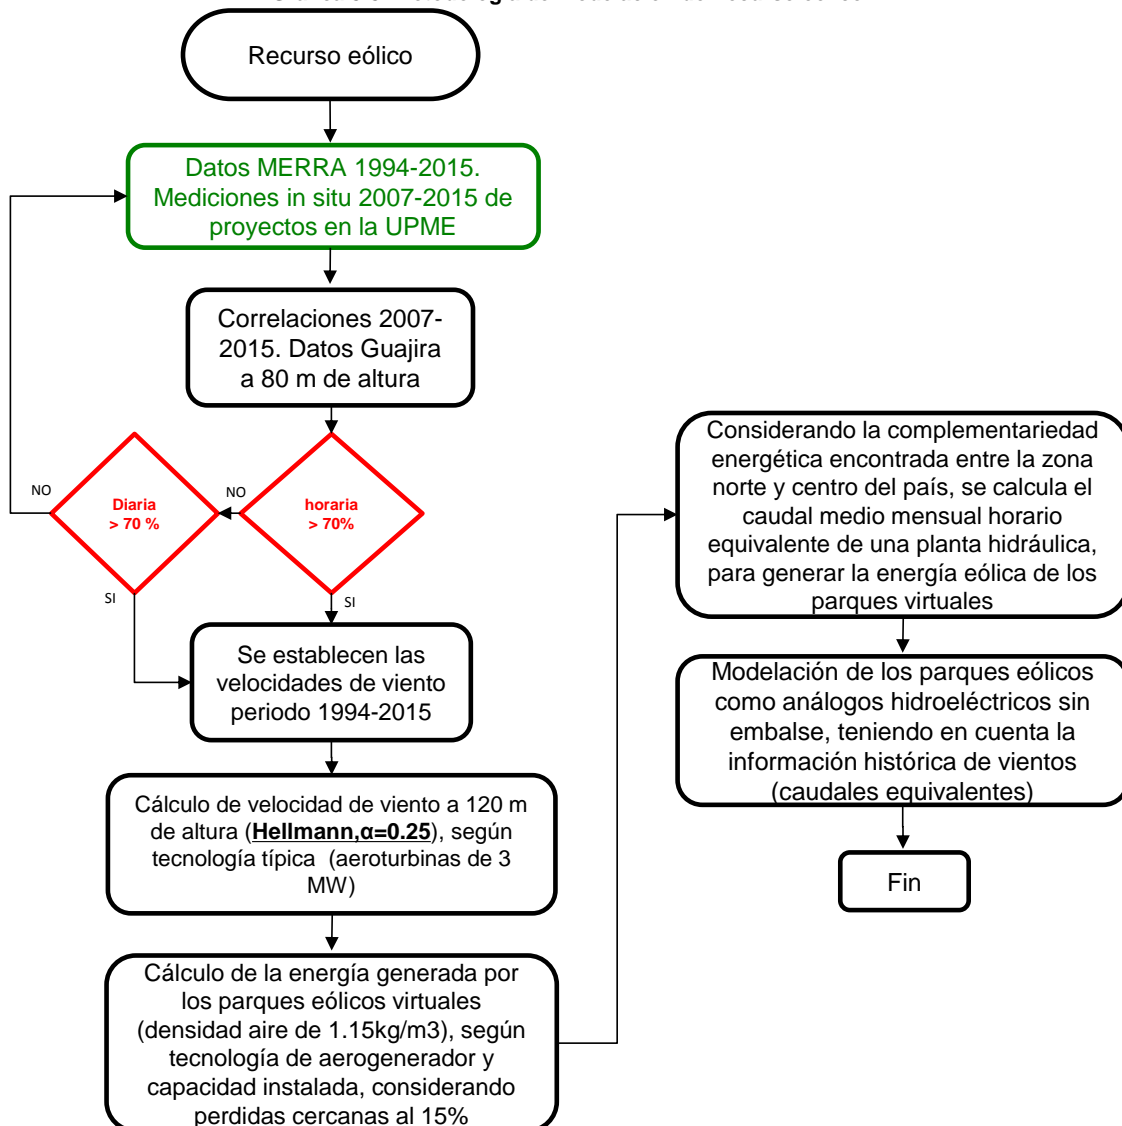 Recurso eólico
Datos MERRA 1994-2015.
Mediciones in situ 2007-2015 de
proyectos en la UPME
Correlaciones 2007-
2015. Datos Guajira
a 80 m de altura
NO
Diaria
> 70 %
NO
horaria
> 70%
SI
SI
Se establecen las
velocidades de viento
periodo 1994-2015
Cálculo de velocidad de viento a 120 m
de altura (Hellmann,α=0.25), según
tecnología típica (aeroturbinas de 3
MW)
Cálculo de la energía generada por
los parques eólicos virtuales
(densidad aire de 1.15kg/m3), según
tecnología de aerogenerador y
capacidad instalada, considerando
perdidas cercanas al 15%
Considerando la complementariedad
energética encontrada entre la zona
norte y centro del país, se calcula el
caudal medio mensual horario
equivalente de una planta hidráulica,
para generar la energía eólica de los
parques virtuales
Modelación de los parques eólicos
como análogos hidroeléctricos sin
embalse, teniendo en cuenta la
información histórica de vientos
(caudales equivalentes)
Fin